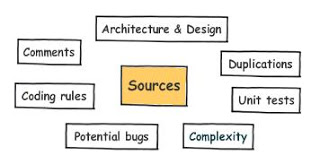 Architecture & Design
Comments
Duplications
Sources
Coding rules
Unit tests
Potential bugs
Complexity